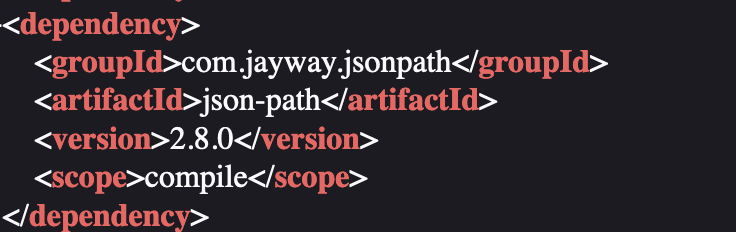 <dependency>
<groupId>com.jayway.jsonpath</groupId>
<artifactId>json-path</artifactId>
<version>2.8.0</version>
<scope>compile</scope>
</dependency>